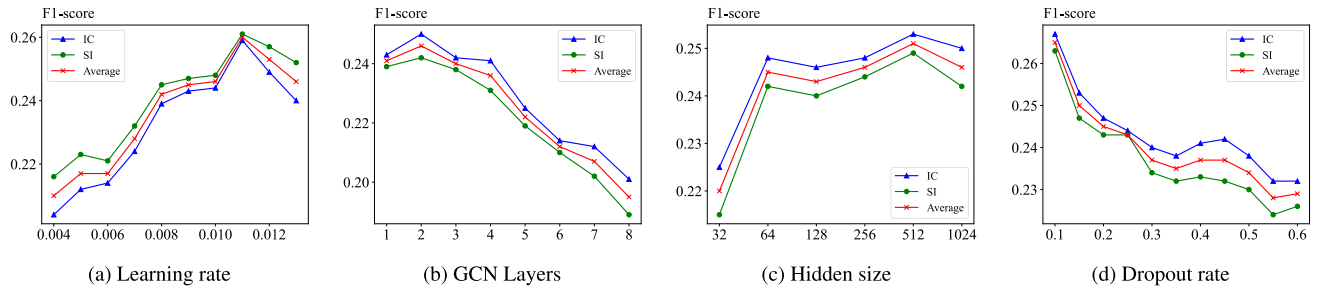 F1-score
0.26
0.24
0.22
IC
SI
Average
0.004 0.006 0.008 0.010 0.012
(a) Learning rate
F1-score
0.24
0.22
0.20
IC
SI
Average
1 2 3 4 5 6 7 8
(b) GCN Layers
F1-score
0.25
0.24
0.23
0.22
IC
SI
Average
32 64 128 256 512 1024
(c) Hidden size
F1-score
0.26
0.25
0.24
0.23
IC
SI
Average
0.1 0.2 0.3 0.4 0.5 0.6
(d) Dropout rate